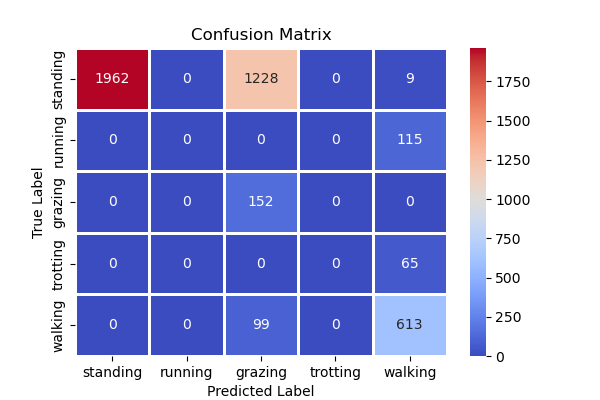 Confusion Matrix
True Label
standing 1962 0 1228 0 9
running 0 0 0 0 115
grazing 0 0 152 0 0
trotting 0 0 0 0 65
walking 0 0 99 0 613
standing running grazing trotting walking
Predicted Label
1750
1500
1250
1000
750
500
250
0